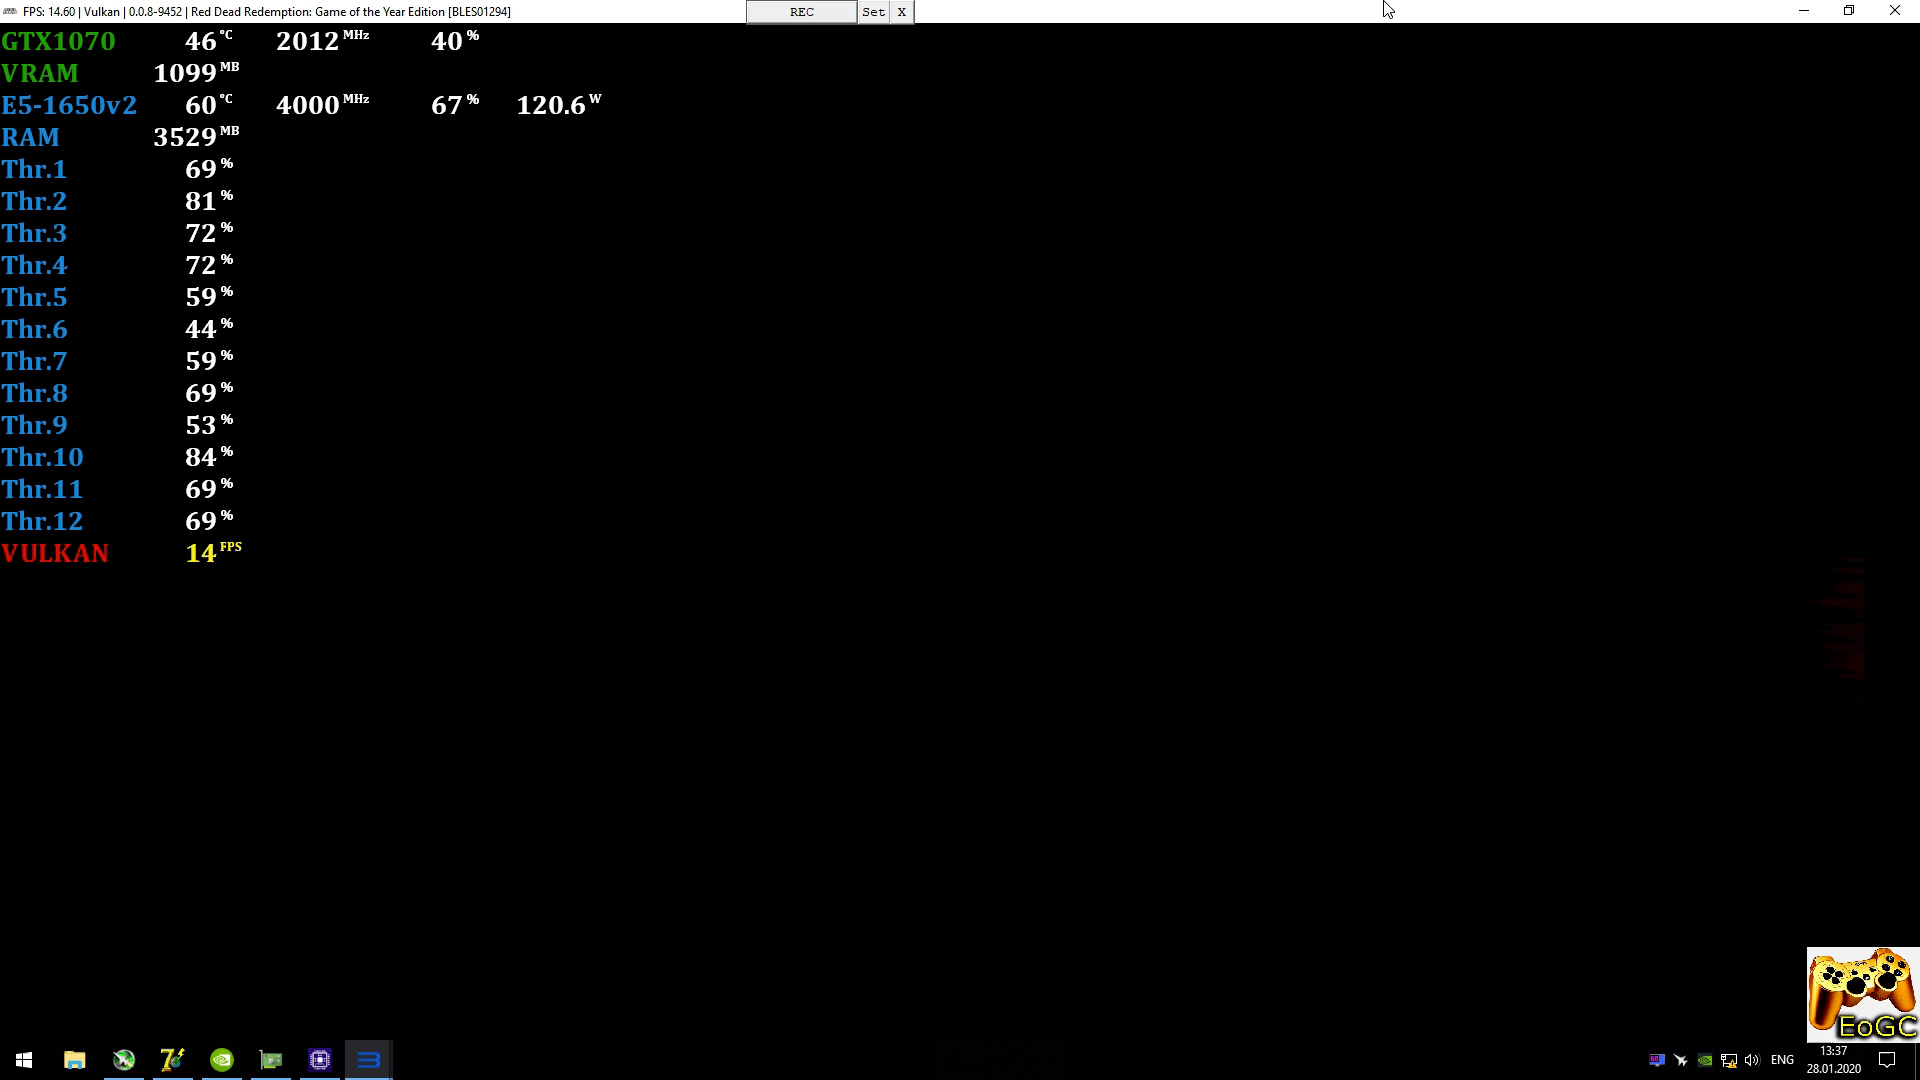 FPS: 14.60 | Vulkan | 0.0.8-9452 | Red Dead Redemption: Game of the Year Edition [BLES01294]
REC Set X
GTX1070 46 °C 2012 MHz 40 %
VRAM 1099 MB
E5-1650v2 60 °C 4000 MHz 67 % 120.6 W
RAM 3529 MB
Thr.1 69 %
Thr.2 81 %
Thr.3 72 %
Thr.4 72 %
Thr.5 59 %
Thr.6 44 %
Thr.7 59 %
Thr.8 69 %
Thr.9 53 %
Thr.10 84 %
Thr.11 69 %
Thr.12 69 %
VULKAN 14 FPS
EoGC
ENG
13:37
28.01.2020